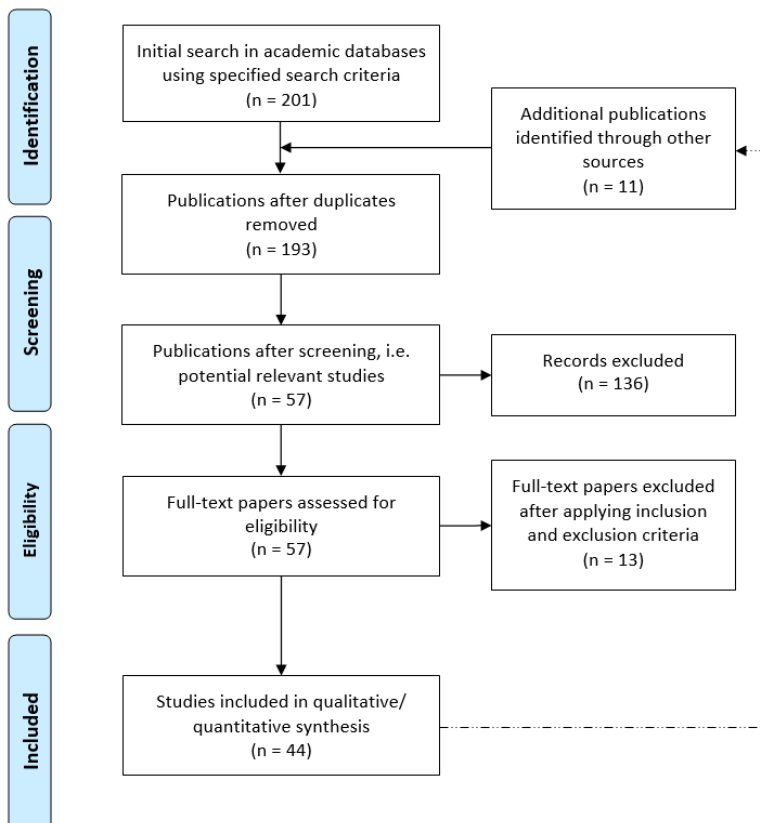 Identification
Initial search in academic databases
using specified search criteria
(n = 201)
Additional publications
identified through other
sources
(n = 11)
Publications after duplicates
removed
(n = 193)
Screening
Publications after screening, i.e.
potential relevant studies
(n = 57)
Records excluded
(n = 136)
Eligibility
Full-text papers assessed for
eligibility
(n = 57)
Full-text papers excluded
after applying inclusion
and exclusion criteria
(n = 13)
Included
Studies included in qualitative/
quantitative synthesis
(n = 44)